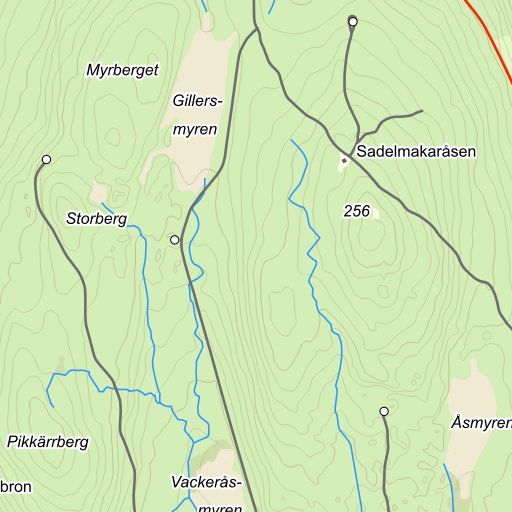 Myrberget
Gillers-
myren
Sadelmakaråsen
Storberg
256
Åsmyren
Pikkärrberg
Vackerås-
myren
bron